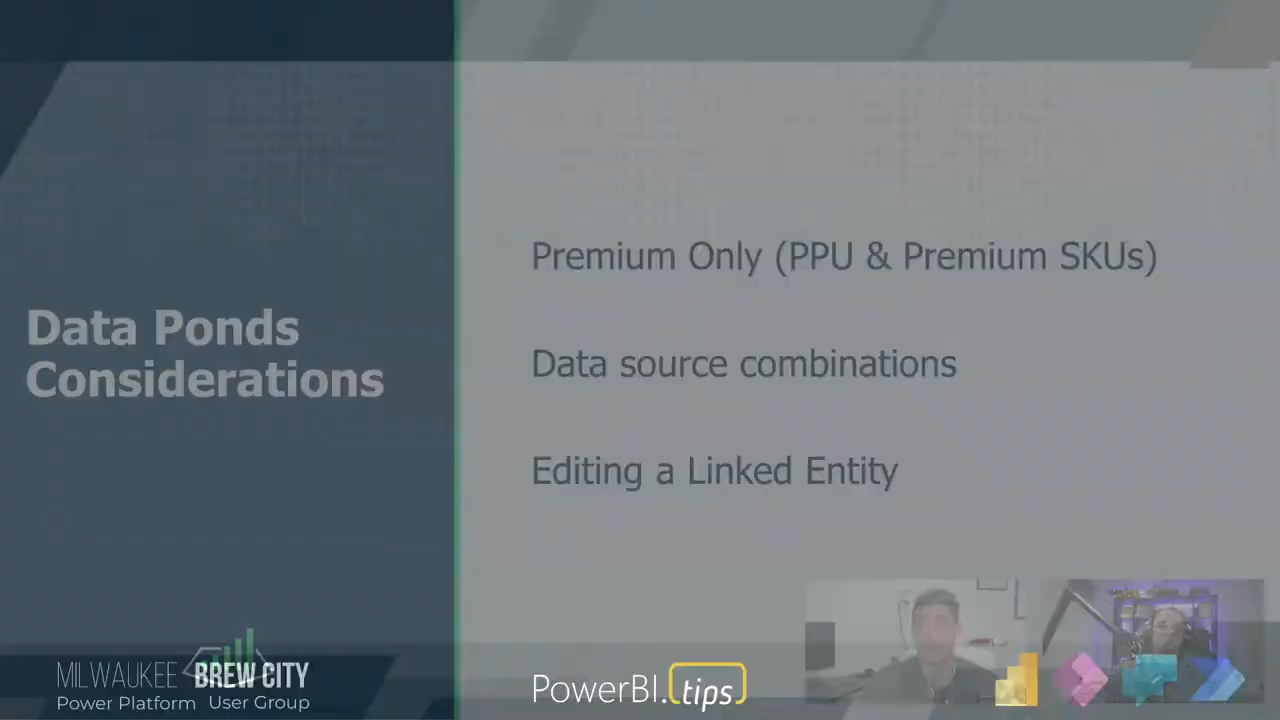 Data Ponds
Considerations
Premium Only (PPU & Premium SKUs)
Data source combinations
Editing a Linked Entity
MILWAUKEE BREW CITY
Power Platform User Group
PowerBI.tips